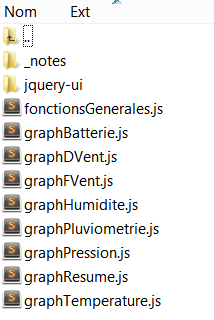 Nom Ext
..
_notes
jquery-ui
fonctionsGenerales.js
graphBatterie.js
graphDVent.js
graphFVent.js
graphHumidite.js
graphPluviometrie.js
graphPression.js
graphResume.js
graphTemperature.js